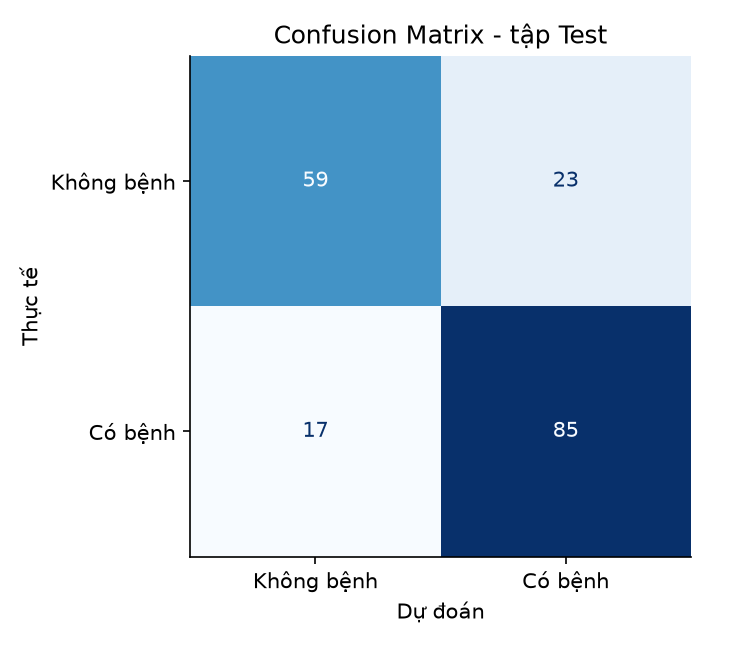 Confusion Matrix - tập Test
Không bệnh
59
23
Thực tế
Có bệnh
17
85
Không bệnh
Có bệnh
Dự đoán